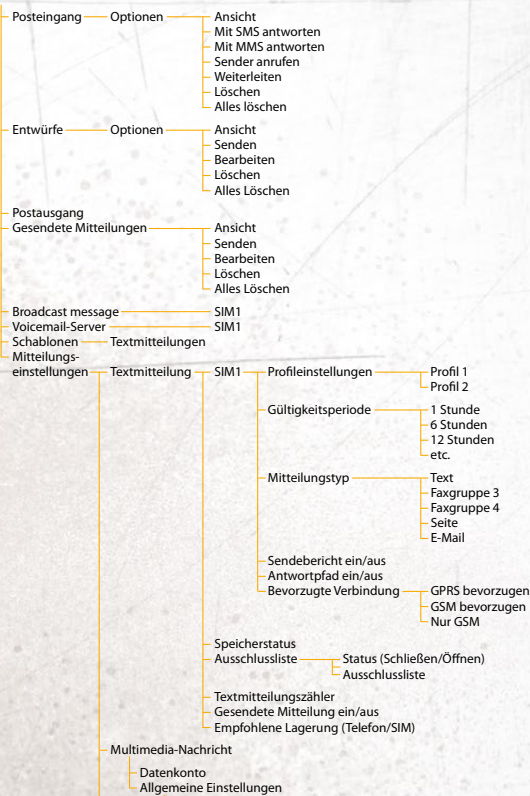 Posteingang Optionen Ansicht
Mit SMS antworten
Mit MMS antworten
Sender anrufen
Weiterleiten
Löschen
Alles löschen
Entwürfe Optionen Ansicht
Senden
Bearbeiten
Löschen
Alles Löschen
Postausgang
Gesendete Mitteilungen Ansicht
Senden
Bearbeiten
Löschen
Alles Löschen
Broadcast message SIM1
Voicemail-Server SIM1
Schablonen Textmitteilungen
Mitteilungs-
einstellungen Textmitteilung SIM1 Profileinstellungen Profil 1
Profil 2
Gültigkeitsperiode 1 Stunde
6 Stunden
12 Stunden
etc.
Mitteilungstyp Text
Faxgruppe 3
Faxgruppe 4
Seite
E-Mail
Sendebericht ein/aus
Antwortpfad ein/aus
Bevorzugte Verbindung GPRS bevorzugen
GSM bevorzugen
Nur GSM
Speicherstatus
Ausschlussliste Status (Schließen/Öffnen)
Ausschlussliste
Textmitteilungszähler
Gesendete Mitteilung ein/aus
Empfohlene Lagerung (Telefon/SIM)
Multimedia-Nachricht
Datenkonto
Allgemeine Einstellungen